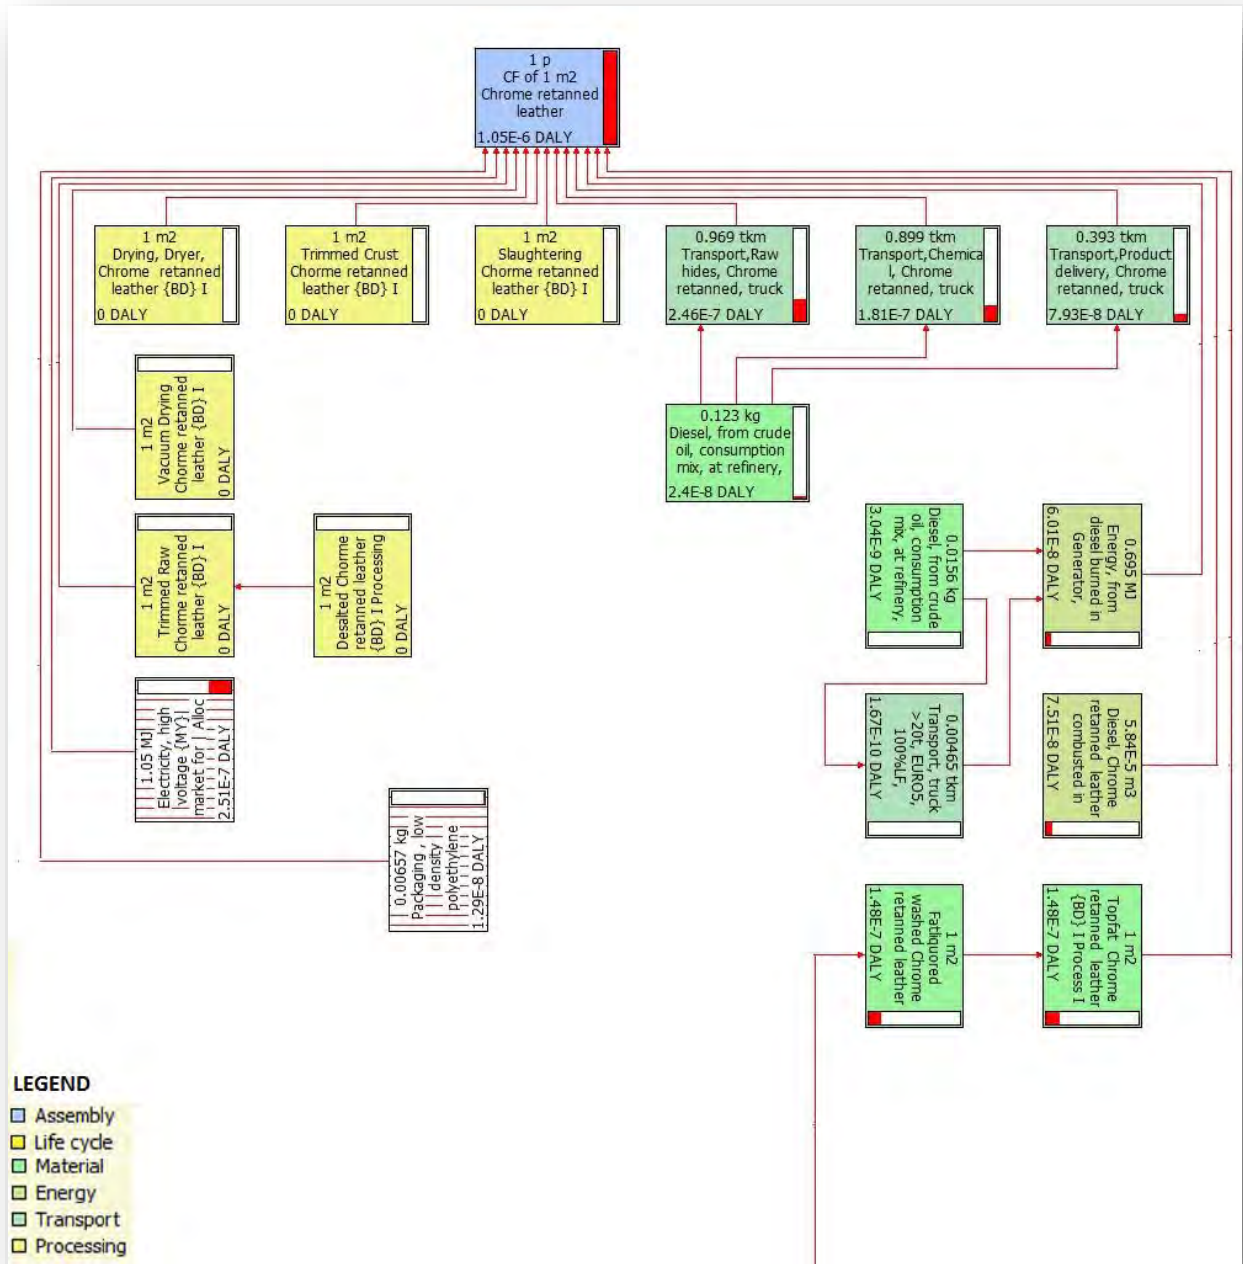 1 p
CF of 1 m2
Chrome retanned
leather
1.05E-6 DALY
1 m2
Drying, Dryer,
Chrome retanned
leather {BD} I
0 DALY
1 m2
Trimmed Crust
Chorme retanned
leather {BD} I
0 DALY
1 m2
Slaughtering
Chorme retanned
leather {BD} I
0 DALY
0.969 tkm
Transport,Raw
hides, Chrome
retanned, truck
2.46E-7 DALY
0.899 tkm
Transport,Chemica
l, Chrome
retanned, truck
1.81E-7 DALY
0.393 tkm
Transport,Product
delivery, Chrome
retanned, truck
7.93E-8 DALY
1 m2
Vacuum Drying
Chorme retanned
leather {BD} I
0 DALY
0.123 kg
Diesel, from crude
oil, consumption
mix, at refinery,
2.4E-8 DALY
1 m2
Trimmed Raw
Chorme retanned
leather {BD} I
0 DALY
1 m2
Desalted Chorme
retanned leather
{BD} I Processing
0 DALY
0.0156 kg
Diesel, from crude
oil, consumption
mix, at refinery,
3.04E-9 DALY
0.695 MJ
Energy, from
diesel burned in
Generator,
6.01E-8 DALY
1.05 MJ
Electricity, high
voltage {MY}|
market for | Alloc
2.51E-7 DALY
0.00465 tkm
Transport, truck
>20t, EURO5,
100%LF,
1.67E-10 DALY
5.84E-5 m3
Diesel, Chrome
retanned leather
combusted in
7.51E-8 DALY
0.00657 kg
Packaging , low
density
polyethylene
1.29E-8 DALY
1 m2
Fatliquored
washed Chrome
retanned leather
1.48E-7 DALY
1 m2
Topfat Chrome
retanned leather
{BD} I Process I
1.48E-7 DALY
LEGEND
Assembly
Life cycle
Material
Energy
Transport
Processing